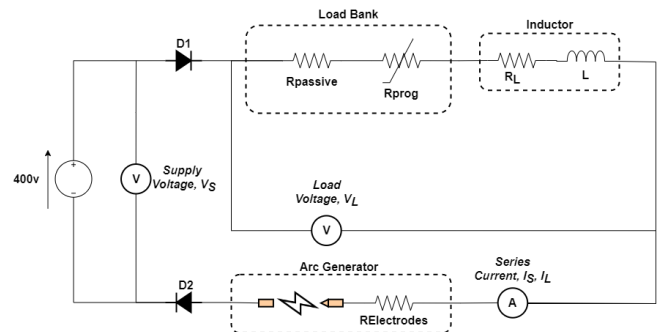 Load Bank
Inductor
D1
Rpassive
Rprog
RL
L
400v
+
-
V
Supply
Voltage, VS
Load
Voltage, VL
V
Arc Generator
Series
Current, IS, IL
D2
A
RElectrodes